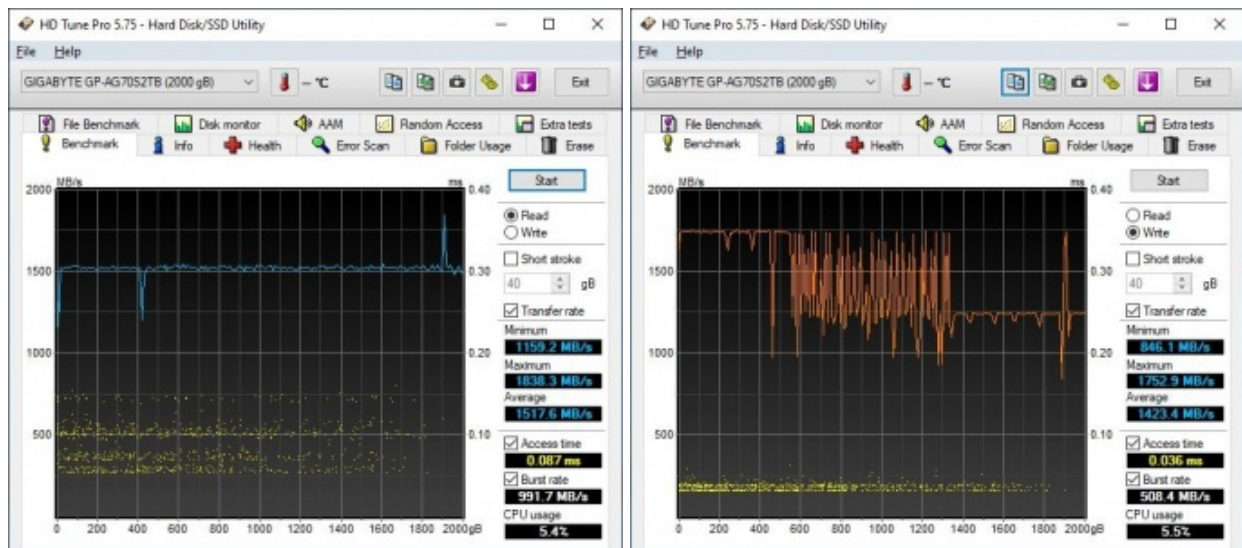 HD Tune Pro 5.75 - Hard Disk/SSD Utility
File Help
GIGABYTE GP-AG70S2TB (2000 gB)
– °C
Exit
File Benchmark
Disk monitor
AAM
Random Access
Extra tests
Benchmark
Info
Health
Error Scan
Folder Usage
Erase
MB/s
ms
2000
1500
1000
500
0.40
0.30
0.20
0.10
0 200 400 600 800 1000 1200 1400 1600 1800 2000gB
Start
Read
Write
Short stroke
40 gB
Transfer rate
Minimum
1159.2 MB/s
Maximum
1838.3 MB/s
Average
1517.6 MB/s
Access time
0.087 ms
Burst rate
991.7 MB/s
CPU usage
5.4%
HD Tune Pro 5.75 - Hard Disk/SSD Utility
File Help
GIGABYTE GP-AG70S2TB (2000 gB)
– °C
Exit
File Benchmark
Disk monitor
AAM
Random Access
Extra tests
Benchmark
Info
Health
Error Scan
Folder Usage
Erase
MB/s
ms
2000
1500
1000
500
0.40
0.30
0.20
0.10
0 200 400 600 800 1000 1200 1400 1600 1800 2000gB
Start
Read
Write
Short stroke
40 gB
Transfer rate
Minimum
846.1 MB/s
Maximum
1752.9 MB/s
Average
1423.4 MB/s
Access time
0.036 ms
Burst rate
508.4 MB/s
CPU usage
5.5%